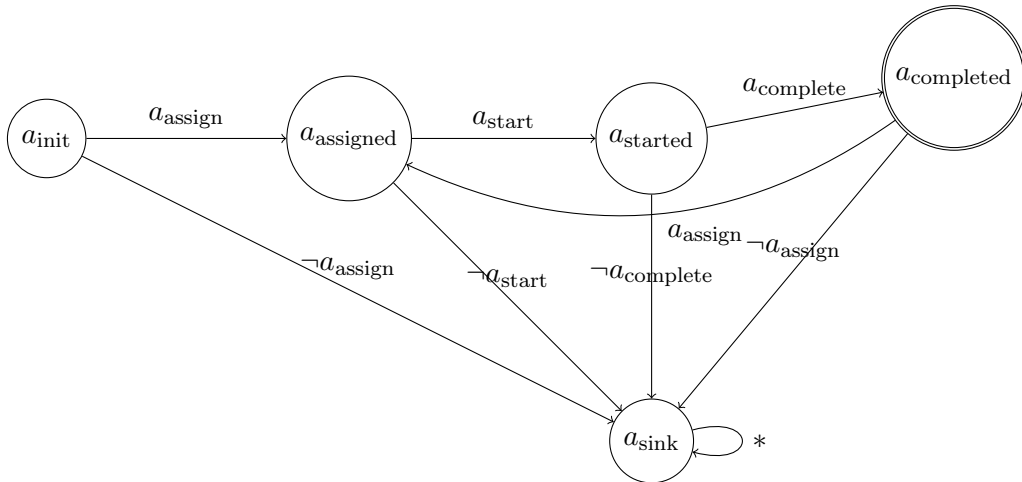 a_complete
a_completed
a_assign
a_start
a_init
a_assigned
a_started
a_assign
¬a_assign
¬a_assign
¬a_start
¬a_complete
a_sink
*